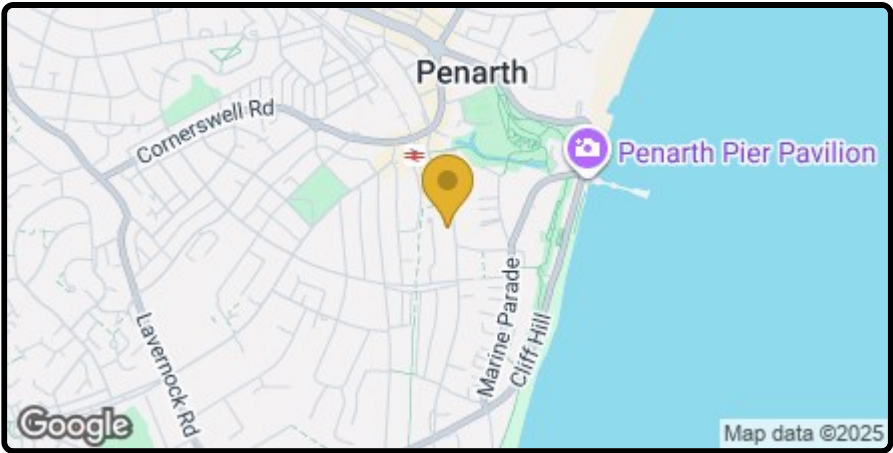 Penarth
Cornerswell Rd
Penarth Pier Pavilion
Marine Parade
Cliff Hill
Lavernock Rd
Google
Map data ©2025